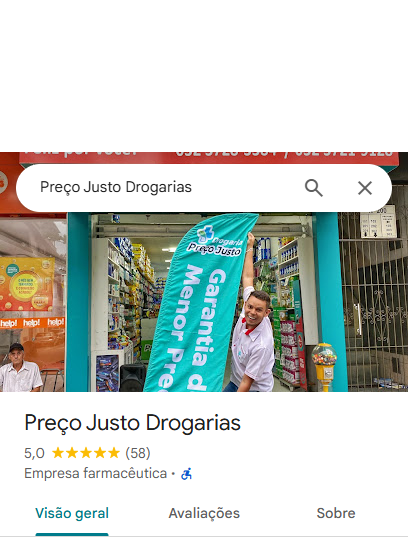 Preço Justo Drogarias
help!
help!
200
Drogaria
Preço Justo
Garantia d
Menor Pre
Preço Justo Drogarias
5,0 (58)
Empresa farmacêutica ·
Visão geral
Avaliações
Sobre